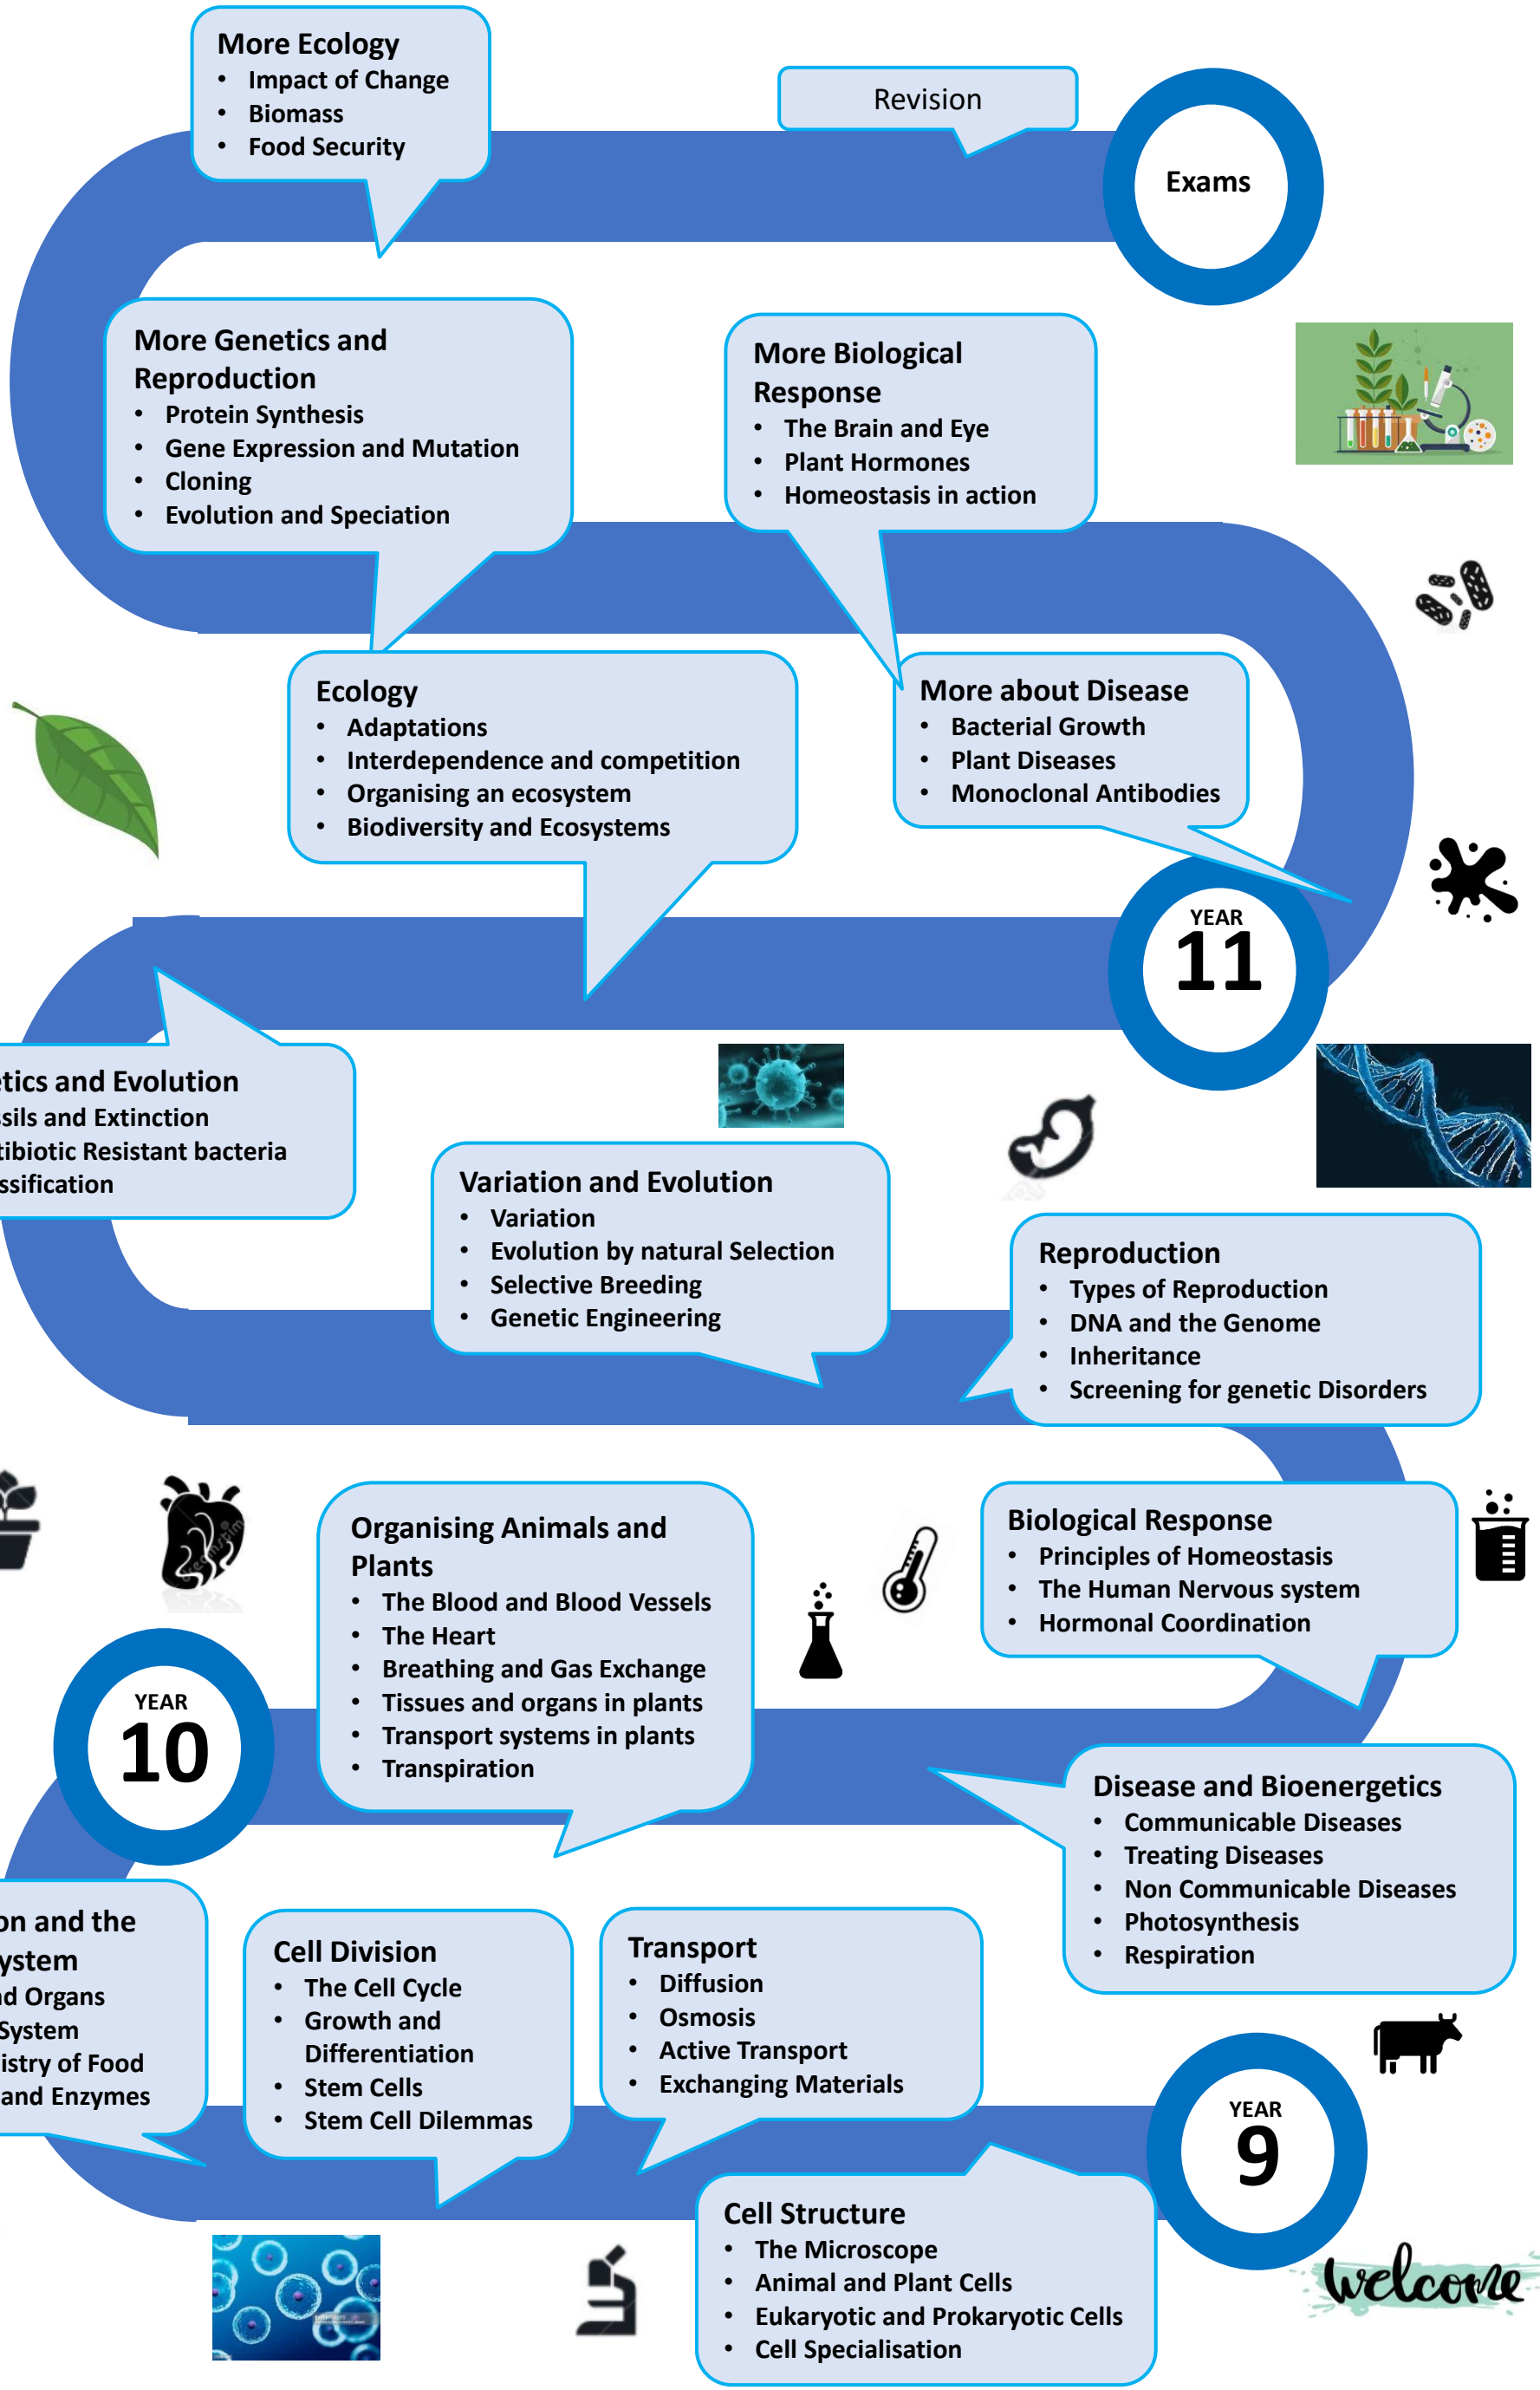 More Ecology
• Impact of Change
• Biomass
• Food Security
Revision
Exams
More Genetics and
Reproduction
• Protein Synthesis
• Gene Expression and Mutation
• Cloning
• Evolution and Speciation
More Biological
Response
• The Brain and Eye
• Plant Hormones
• Homeostasis in action
Ecology
• Adaptations
• Interdependence and competition
• Organising an ecosystem
• Biodiversity and Ecosystems
More about Disease
• Bacterial Growth
• Plant Diseases
• Monoclonal Antibodies
YEAR
11
etics and Evolution
ssils and Extinction
tibiotic Resistant bacteria
ssification
Variation and Evolution
• Variation
• Evolution by natural Selection
• Selective Breeding
• Genetic Engineering
Reproduction
• Types of Reproduction
• DNA and the Genome
• Inheritance
• Screening for genetic Disorders
Organising Animals and
Plants
• The Blood and Blood Vessels
• The Heart
• Breathing and Gas Exchange
• Tissues and organs in plants
• Transport systems in plants
• Transpiration
Biological Response
• Principles of Homeostasis
• The Human Nervous system
• Hormonal Coordination
YEAR
10
Disease and Bioenergetics
• Communicable Diseases
• Treating Diseases
• Non Communicable Diseases
• Photosynthesis
• Respiration
on and the
ystem
nd Organs
System
istry of Food
and Enzymes
Cell Division
• The Cell Cycle
• Growth and
Differentiation
• Stem Cells
• Stem Cell Dilemmas
Transport
• Diffusion
• Osmosis
• Active Transport
• Exchanging Materials
YEAR
9
Cell Structure
• The Microscope
• Animal and Plant Cells
• Eukaryotic and Prokaryotic Cells
• Cell Specialisation
welcome